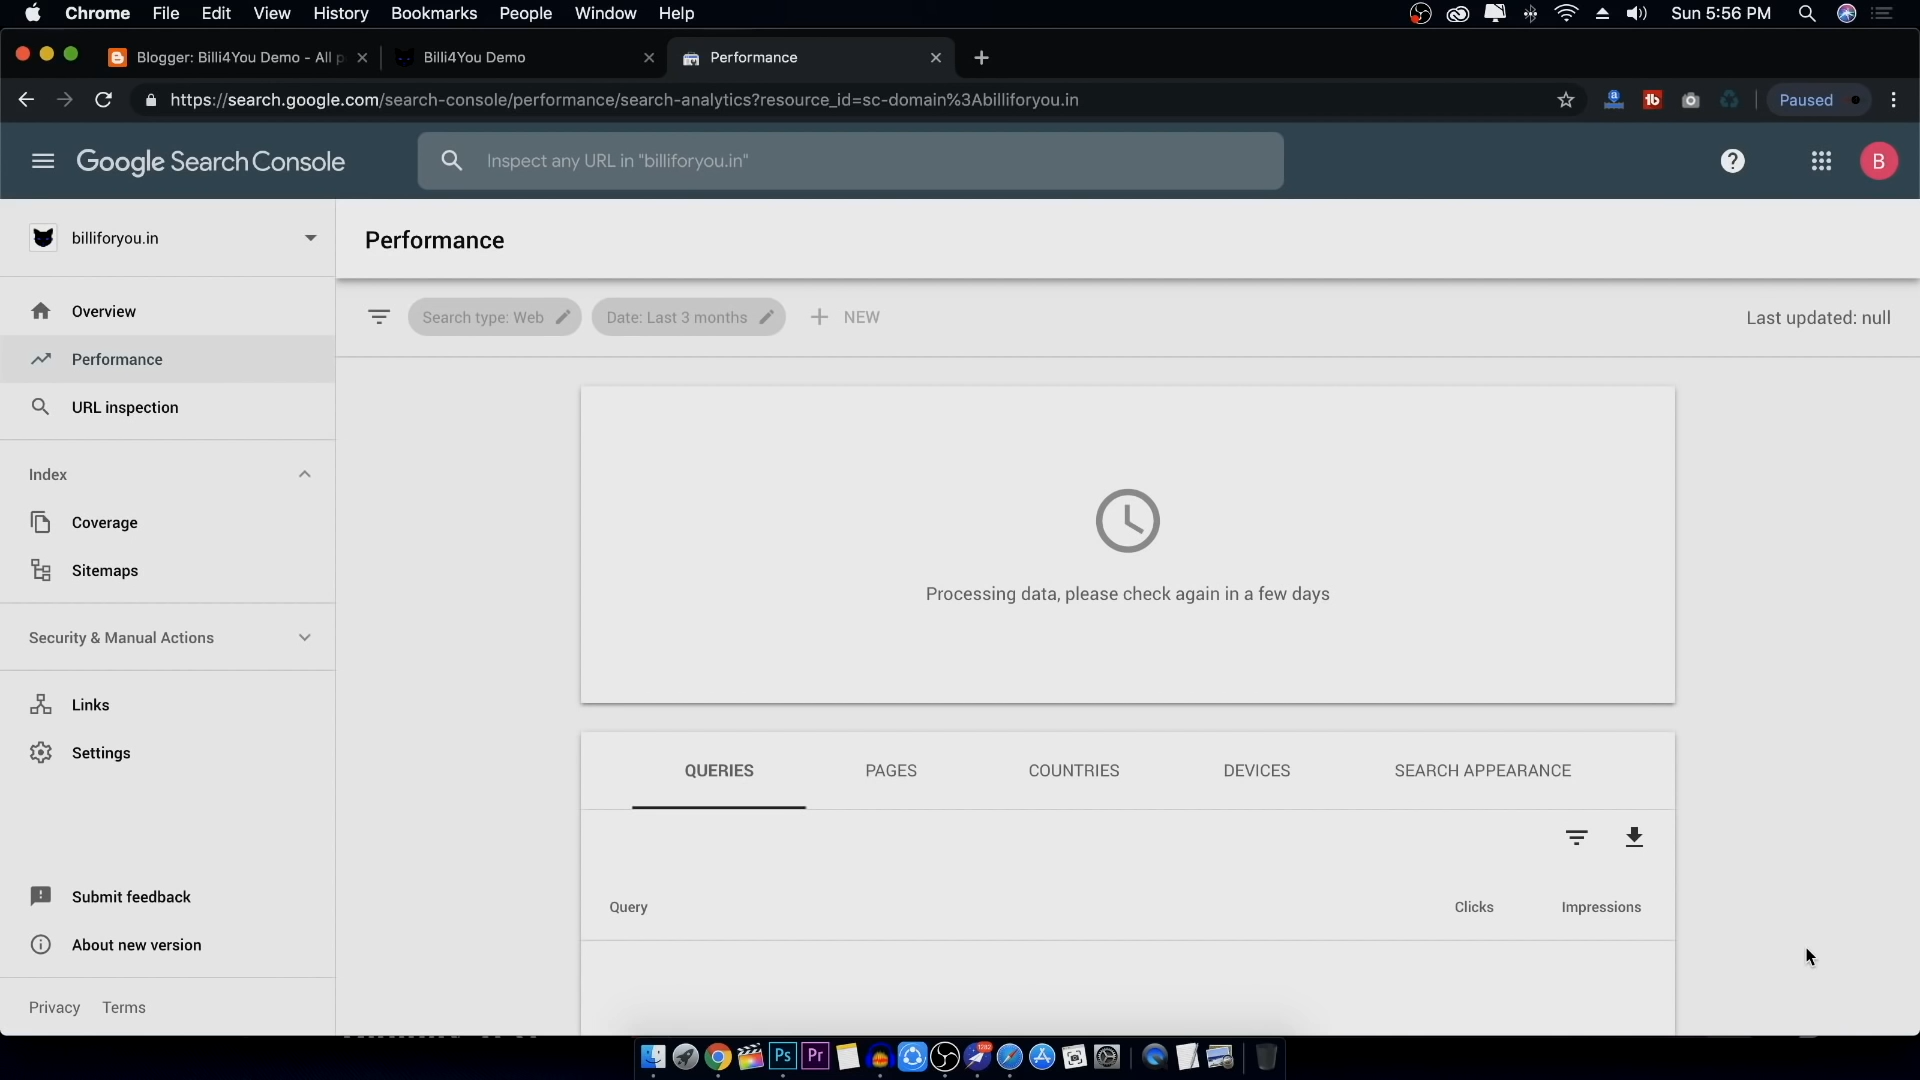 Chrome File Edit View History Bookmarks People Window Help
Sun 5:56 PM
Blogger: Billi4You Demo - All p
Billi4You Demo
Performance
https://search.google.com/search-console/performance/search-analytics?resource_id=sc-domain%3Abilliforyou.in
Paused
Google Search Console
Inspect any URL in "billiforyou.in"
B
billiforyou.in
Performance
Overview
Performance
URL inspection
Index
Coverage
Sitemaps
Security & Manual Actions
Links
Settings
Submit feedback
About new version
Privacy Terms
Search type: Web
Date: Last 3 months
NEW
Last updated: null
Processing data, please check again in a few days
QUERIES PAGES COUNTRIES DEVICES SEARCH APPEARANCE
Query Clicks Impressions
Ps Pr